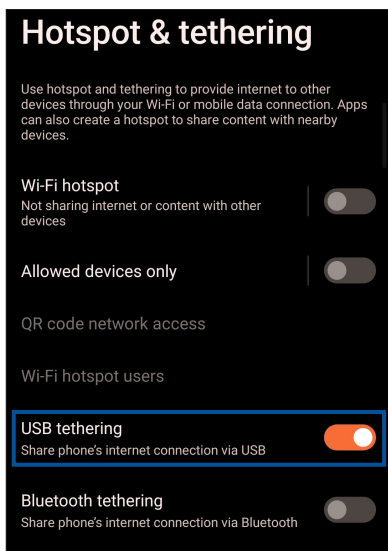 Hotspot & tethering
Use hotspot and tethering to provide internet to other
devices through your Wi-Fi or mobile data connection. Apps
can also create a hotspot to share content with nearby
devices.
Wi-Fi hotspot
Not sharing internet or content with other
devices
Allowed devices only
QR code network access
Wi-Fi hotspot users
USB tethering
Share phone's internet connection via USB
Bluetooth tethering
Share phone's internet connection via Bluetooth